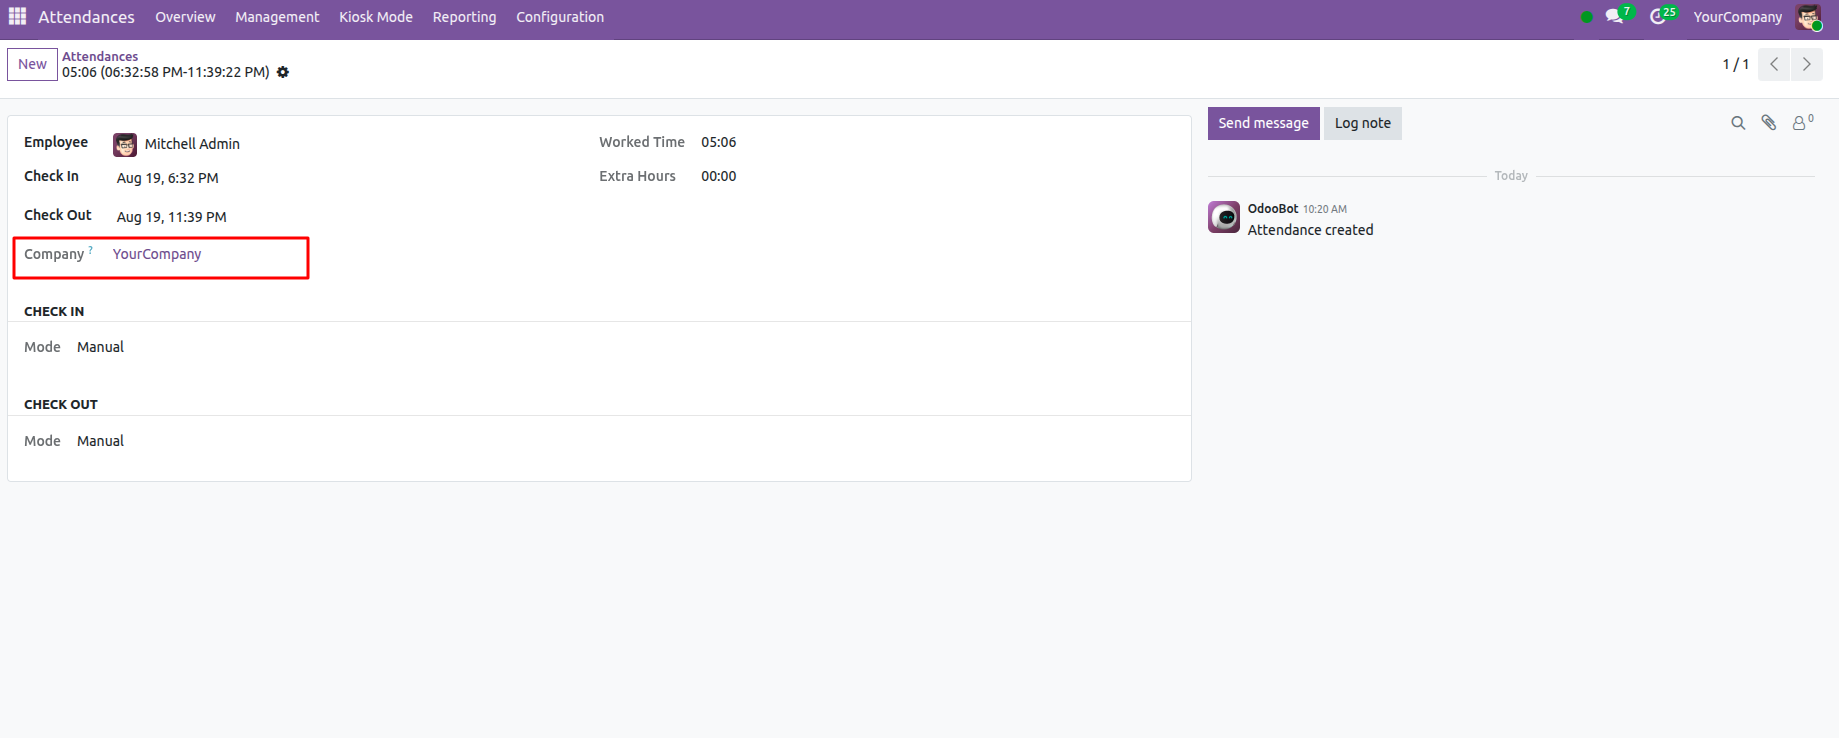 Attendances Overview Management Kiosk Mode Reporting Configuration 7 25 YourCompany
New Attendances
05:06 (06:32:58 PM-11:39:22 PM) 1 / 1
Employee Mitchell Admin Worked Time 05:06
Check In Aug 19, 6:32 PM Extra Hours 00:00
Check Out Aug 19, 11:39 PM
Company ? YourCompany
CHECK IN
Mode Manual
CHECK OUT
Mode Manual
Send message Log note 0
Today
OdooBot 10:20 AM
Attendance created